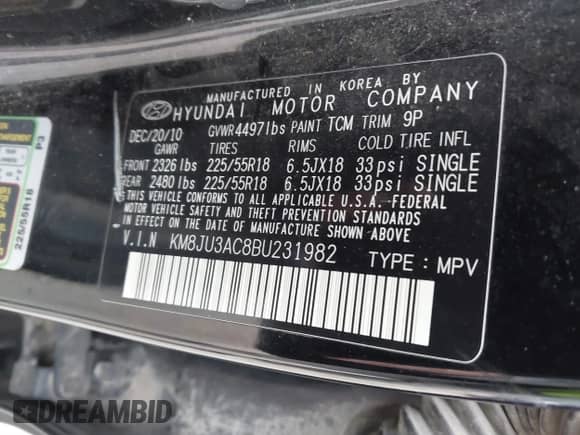 MANUFACTURED IN KOREA BY
HYUNDAI MOTOR COMPANY
DEC/20/10 GVWR 4497lbs PAINT TCM TRIM 9P
GAWR TIRES RIMS COLD TIRE INFL
FRONT 2326 lbs 225/55R18 6.5JX18 33psi SINGLE
REAR 2480 lbs 225/55R18 6.5JX18 33psi SINGLE
THIS VEHICLE CONFORMS TO ALL APPLICABLE U.S.A. FEDERAL
MOTOR VEHICLE SAFETY AND THEFT PREVENTION STANDARDS
IN EFFECT ON THE DATE OF MANUFACTURE SHOWN ABOVE.
V.I.N KM8JU3AC8BU231982 TYPE : MPV
P3
225/55R18
DREAMBID